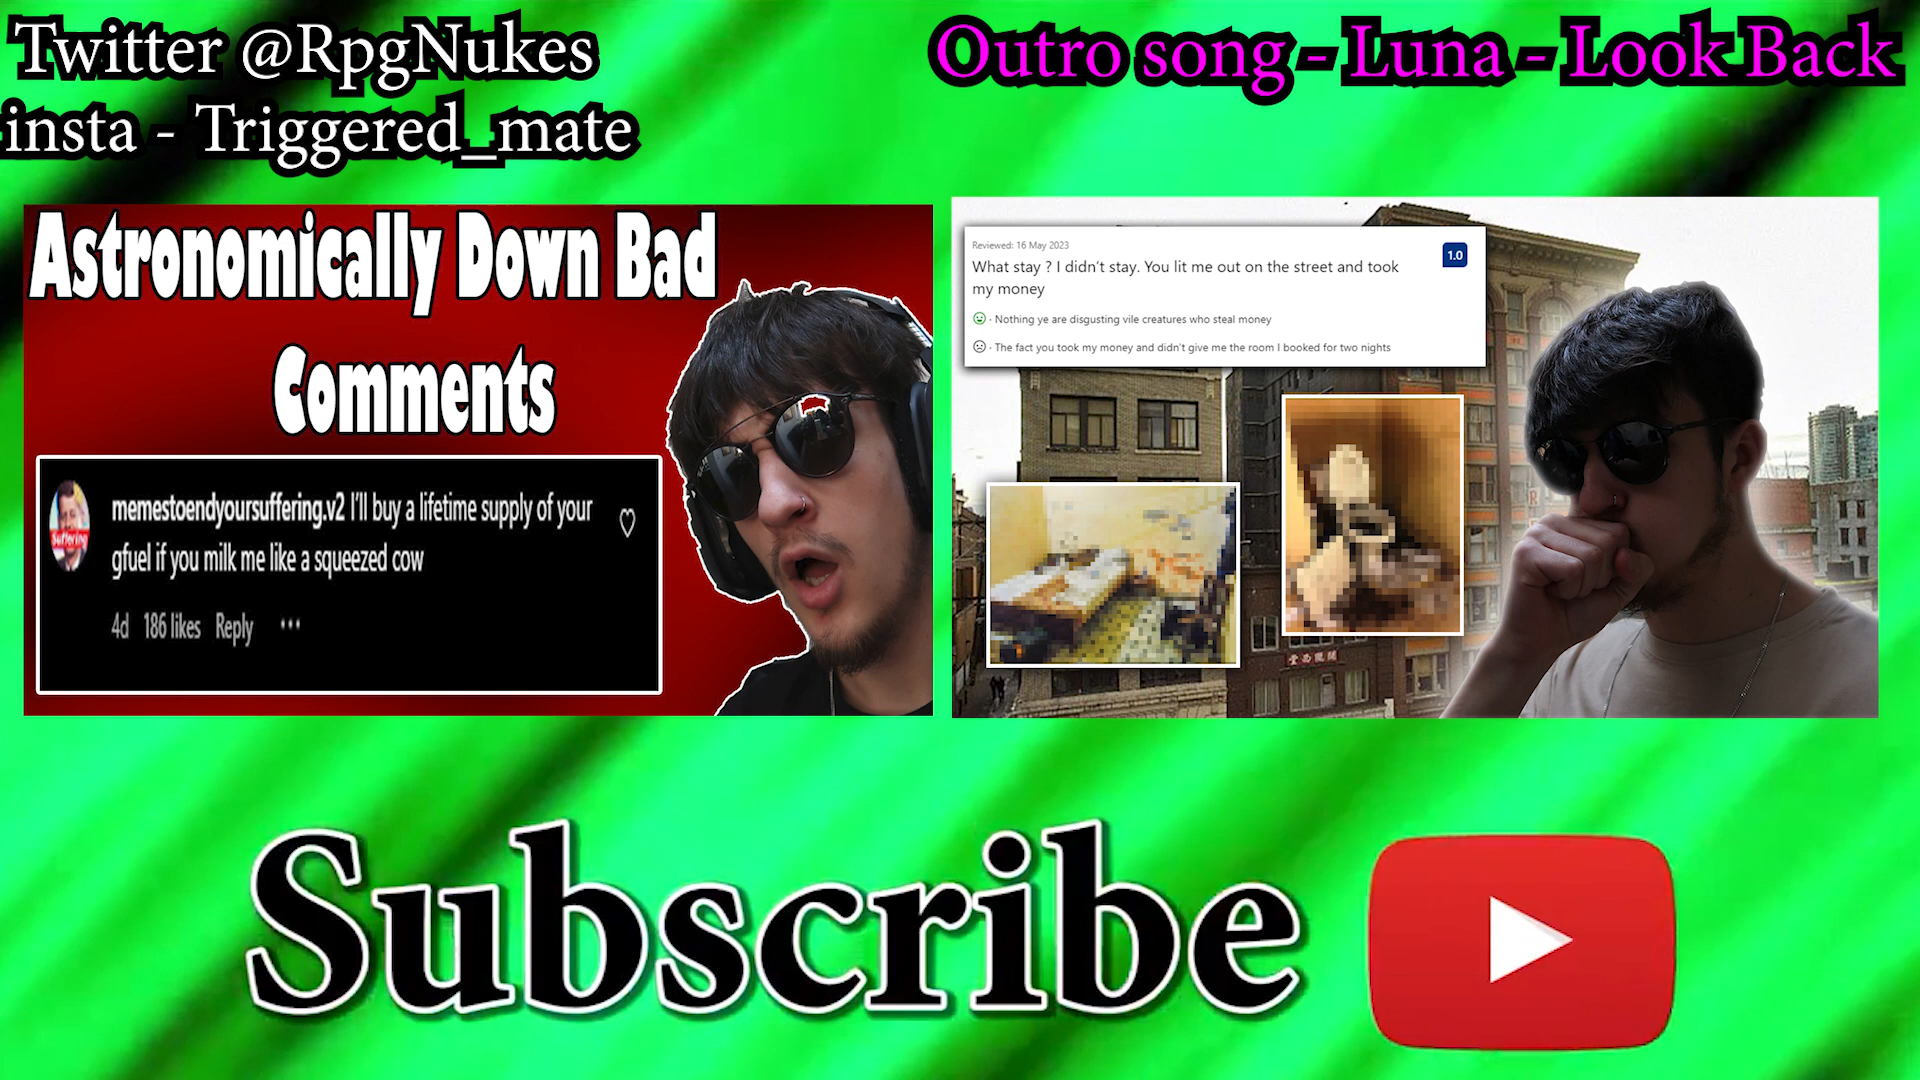 Twitter @RpgNukes
insta - Triggered_mate
Outro song - Luna - Look Back
Astronomically Down Bad
Comments
Suffering
memestoendyoursuffering.v2 I'll buy a lifetime supply of your
gfuel if you milk me like a squeezed cow
4d 186 likes Reply ...
Reviewed: 16 May 2023
1.0
What stay ? I didn't stay. You lit me out on the street and took
my money
· Nothing ye are disgusting vile creatures who steal money
· The fact you took my money and didn't give me the room I booked for two nights
Subscribe